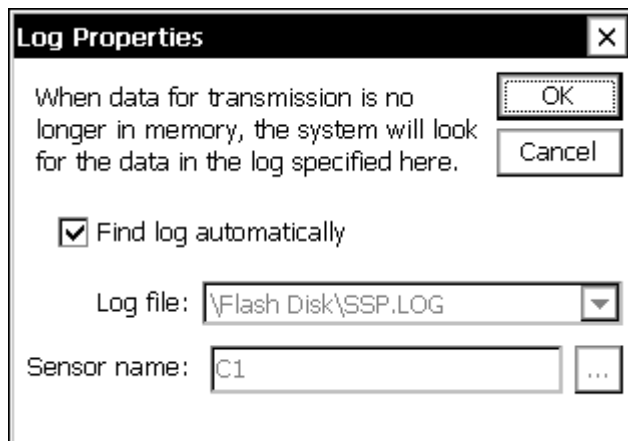 Log Properties
When data for transmission is no
longer in memory, the system will look
for the data in the log specified here.
OK
Cancel
Find log automatically
Log file: \Flash Disk\SSP.LOG
Sensor name: C1 ...